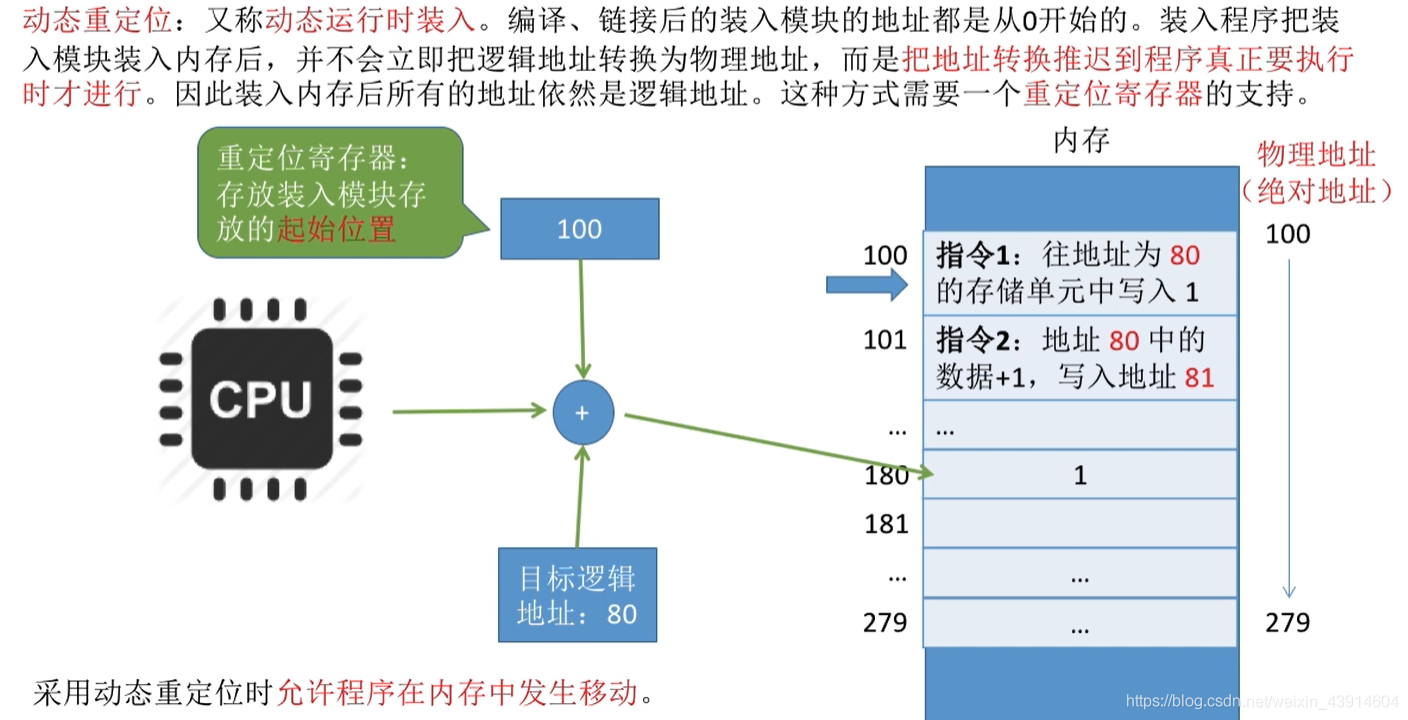 动态重定位：又称动态运行时装入。编译、链接后的装入模块的地址都是从0开始的。装入程序把装
入模块装入内存后，并不会立即把逻辑地址转换为物理地址，而是把地址转换推迟到程序真正要执行
时才进行。因此装入内存后所有的地址依然是逻辑地址。这种方式需要一个重定位寄存器的支持。
重定位寄存器：
存放装入模块存
放的起始位置
100
CPU
+
目标逻辑
地址：80
内存
物理地址
（绝对地址）
100
指令1：往地址为 80
的存储单元中写入 1
100
101
指令2：地址 80 中的
数据+1，写入地址 81
...
...
180
1
181
...
...
279
...
279
采用动态重定位时允许程序在内存中发生移动。
https://blog.csdn.net/weixin_43914604